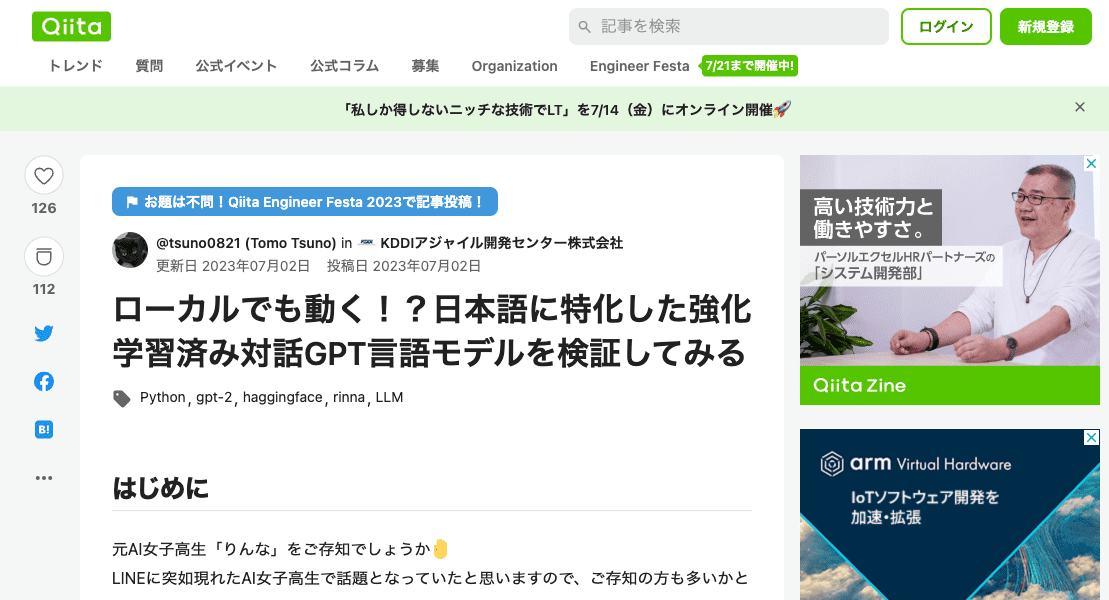 Qiita
記事を検索
ログイン
新規登録
トレンド 質問 公式イベント 公式コラム 募集 Organization Engineer Festa 7/21まで開催中!
「私しか得しないニッチな技術でLT」を7/14（金）にオンライン開催🚀
126
112
B!
お題は不問！Qiita Engineer Festa 2023で記事投稿！
@tsuno0821 (Tomo Tsuno) in KDDIアジャイル開発センター株式会社
更新日 2023年07月02日 投稿日 2023年07月02日
ローカルでも動く！？日本語に特化した強化
学習済み対話GPT言語モデルを検証してみる
Python, gpt-2, haggingface, rinna, LLM
はじめに
元AI女子高生「りんな」をご存知でしょうか🤚
LINEに突如現れたAI女子高生で話題となっていたと思いますので、ご存知の方も多いかと
高い技術力と
働きやすさ。
パーソルエクセルHRパートナーズの
「システム開発部」
Qiita Zine
arm Virtual Hardware
IoTソフトウェア開発を
加速・拡張